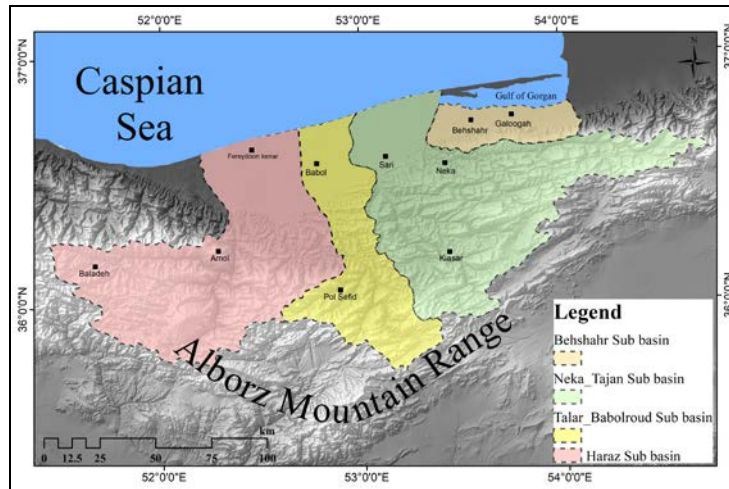 52°0'0"E 53°0'0"E 54°0'0"E
37°0'0"N
37°0'0"N
N
Caspian
Sea
Gulf of Gorgan
Behshahr
Galoogah
Fereydoon kenar
Babol
Sari
Neka
Amol
Kiasar
Baladeh
Pol Sefid
36°0'0"N
36°0'0"N
Alborz Mountain Range
Legend
Behshahr Sub basin
Neka_Tajan Sub basin
Talar_Babolroud Sub basin
Haraz Sub basin
km
0 12.5 25 50 75 100
52°0'0"E 53°0'0"E 54°0'0"E